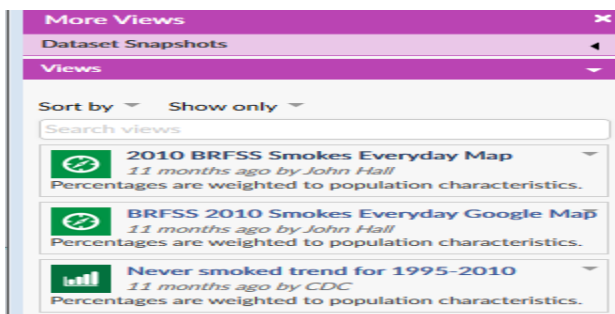 More Views
Dataset Snapshots
Views
Sort by Show only
Search views
2010 BRFSS Smokes Everyday Map
11 months ago by John Hall
Percentages are weighted to population characteristics.
BRFSS 2010 Smokes Everyday Google Map
11 months ago by John Hall
Percentages are weighted to population characteristics.
Never smoked trend for 1995-2010
11 months ago by CDC
Percentages are weighted to population characteristics.